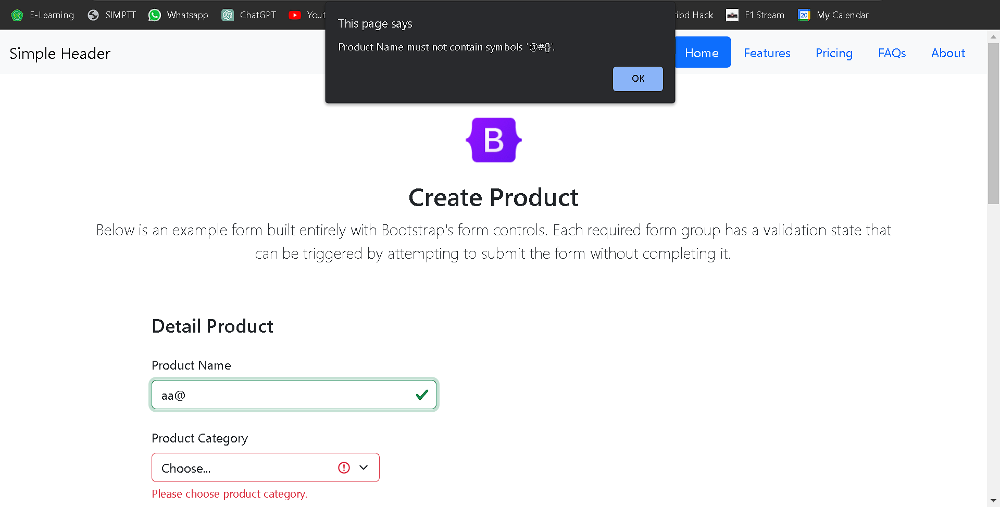 E-Learning SIMPTT Whatsapp ChatGPT Yout ribd Hack F1 Stream 20 My Calendar
This page says
Product Name must not contain symbols '@#{}'.
OK
Simple Header Home Features Pricing FAQs About
B
Create Product
Below is an example form built entirely with Bootstrap's form controls. Each required form group has a validation state that
can be triggered by attempting to submit the form without completing it.
Detail Product
Product Name
aa@
Product Category
Choose...
Please choose product category.